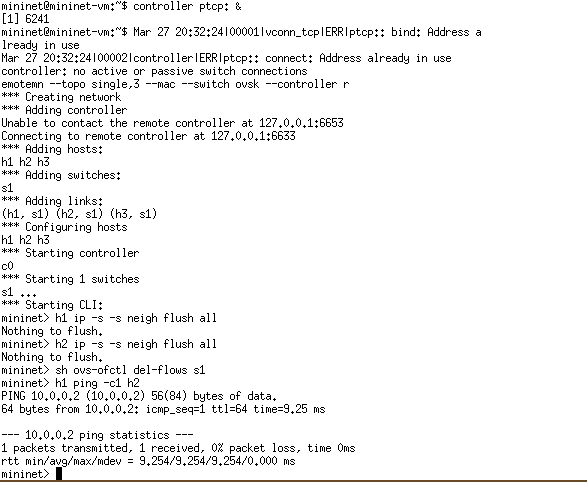 mininet@mininet-vm:~$ controller ptcp: &
[1] 6241
mininet@mininet-vm:~$ Mar 27 20:32:24|00001|vconn_tcp|ERR|ptcp:: bind: Address a
lready in use
Mar 27 20:32:24|00002|controller|ERR|ptcp:: connect: Address already in use
controller: no active or passive switch connections
emotemn --topo single,3 --mac --switch ovsk --controller r
*** Creating network
*** Adding controller
Unable to contact the remote controller at 127.0.0.1:6653
Connecting to remote controller at 127.0.0.1:6633
*** Adding hosts:
h1 h2 h3
*** Adding switches:
s1
*** Adding links:
(h1, s1) (h2, s1) (h3, s1)
*** Configuring hosts
h1 h2 h3
*** Starting controller
c0
*** Starting 1 switches
s1 ...
*** Starting CLI:
mininet> h1 ip -s -s neigh flush all
Nothing to flush.
mininet> h2 ip -s -s neigh flush all
Nothing to flush.
mininet> sh ovs-ofctl del-flows s1
mininet> h1 ping -c1 h2
PING 10.0.0.2 (10.0.0.2) 56(84) bytes of data.
64 bytes from 10.0.0.2: icmp_seq=1 ttl=64 time=9.25 ms

--- 10.0.0.2 ping statistics ---
1 packets transmitted, 1 received, 0% packet loss, time 0ms
rtt min/avg/max/mdev = 9.254/9.254/9.254/0.000 ms
mininet>